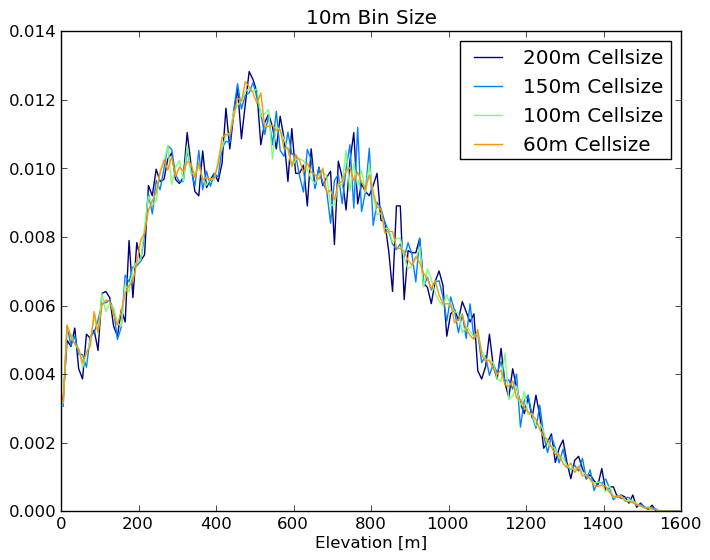 10m Bin Size
0.014
0.012
0.010
0.008
0.006
0.004
0.002
0.000
200m Cellsize
150m Cellsize
100m Cellsize
60m Cellsize
0 200 400 600 800 1000 1200 1400 1600
Elevation [m]